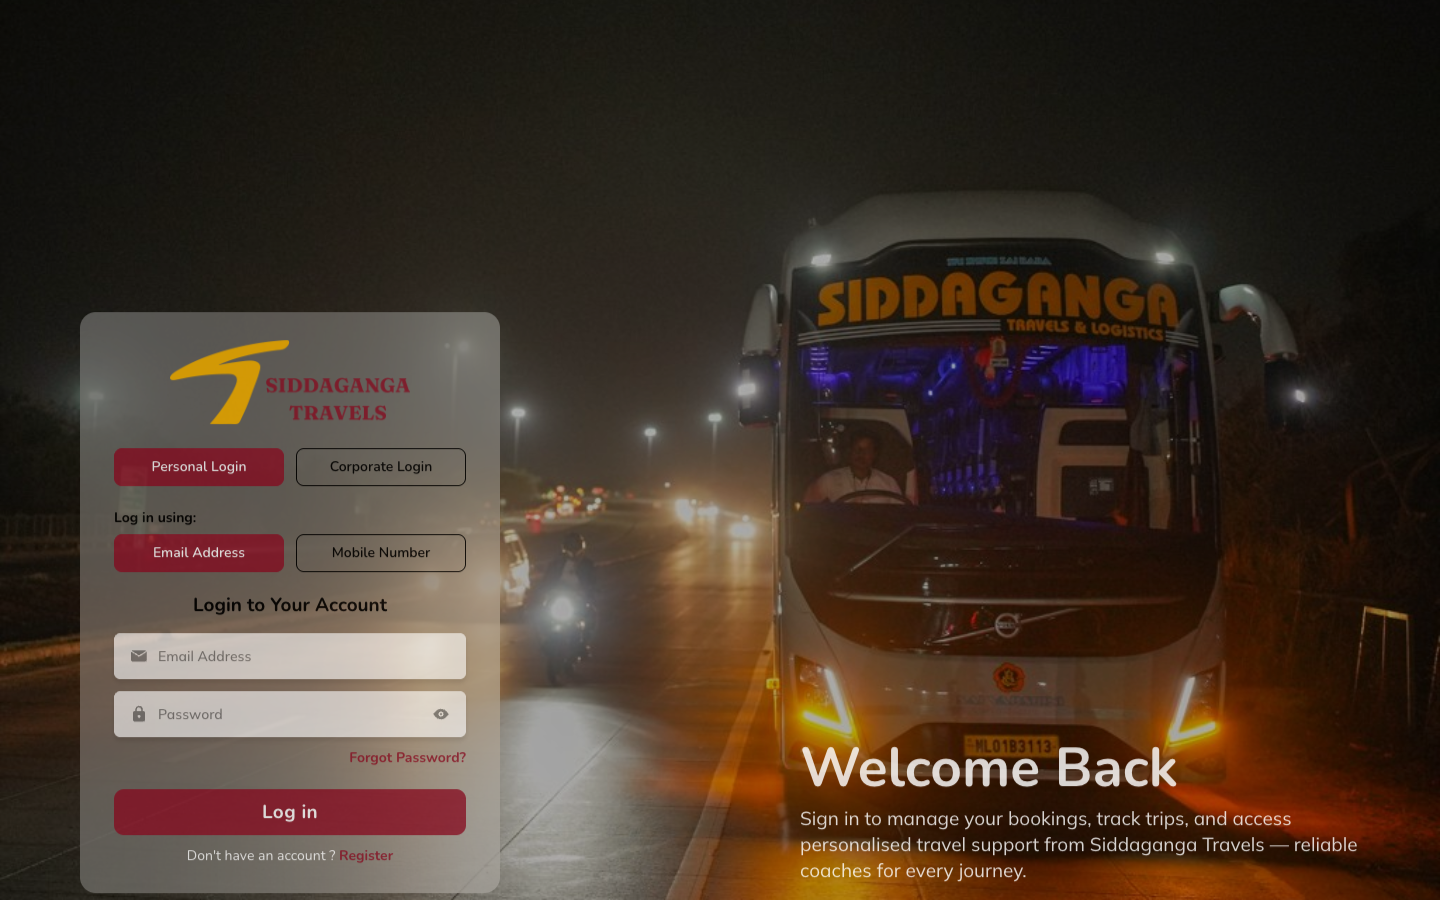 SIDDAGANGA
TRAVELS
Personal Login
Corporate Login
Log in using:
Email Address
Mobile Number
Login to Your Account
Email Address
Password
Forgot Password?
Log in
Don't have an account ? Register
SIDDAGANGA
TRAVELS & LOGISTICS
ML01B3113
Welcome Back
Sign in to manage your bookings, track trips, and access
personalised travel support from Siddaganga Travels — reliable
coaches for every journey.